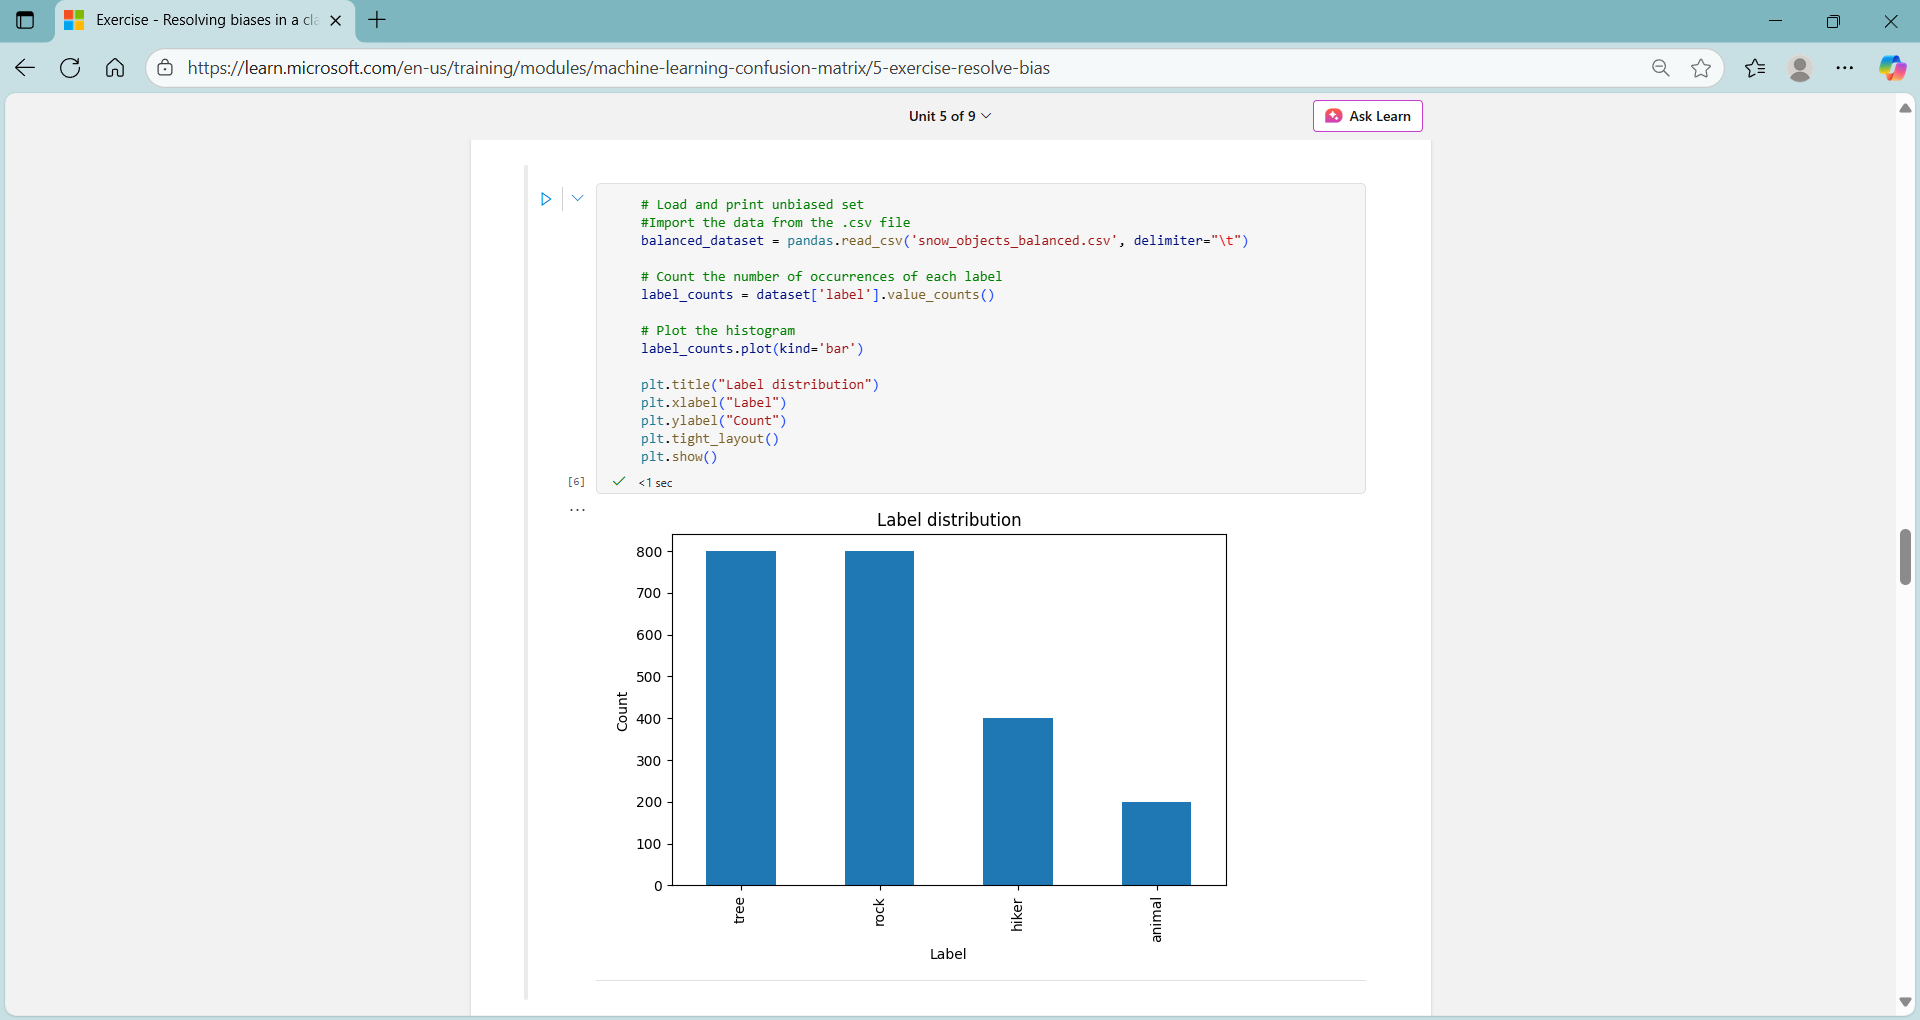 Exercise - Resolving biases in a cla
https://learn.microsoft.com/en-us/training/modules/machine-learning-confusion-matrix/5-exercise-resolve-bias
Unit 5 of 9
Ask Learn
# Load and print unbiased set
#Import the data from the .csv file
balanced_dataset = pandas.read_csv('snow_objects_balanced.csv', delimiter="\t")
# Count the number of occurrences of each label
label_counts = dataset['label'].value_counts()
# Plot the histogram
label_counts.plot(kind='bar')
plt.title("Label distribution")
plt.xlabel("Label")
plt.ylabel("Count")
plt.tight_layout()
plt.show()
[6]
<1 sec
...
Label distribution
800
700
600
500
400
300
200
100
0
Count
tree
rock
hiker
animal
Label